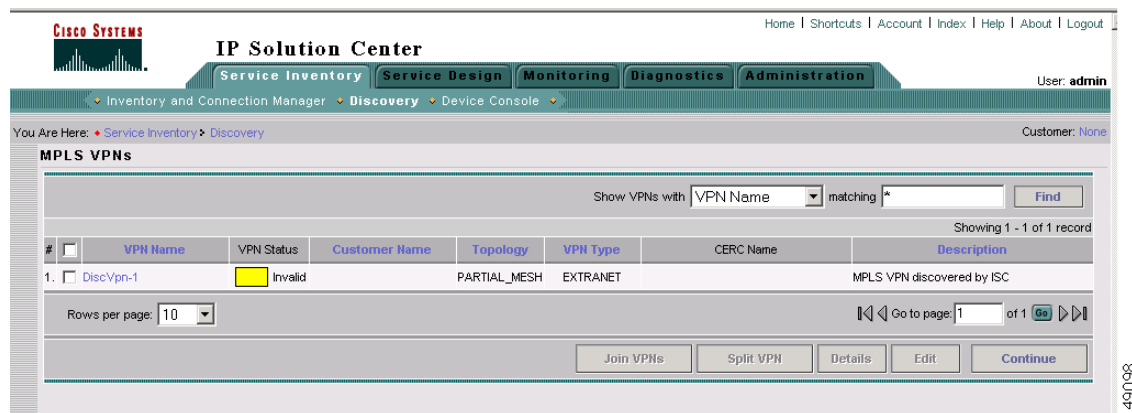 Home | Shortcuts | Account | Index | Help | About | Logout
CISCO SYSTEMS
IP Solution Center
Service Inventory Service Design Monitoring Diagnostics Administration
User: admin
Inventory and Connection Manager Discovery Device Console
You Are Here: Service Inventory Discovery Customer: None
MPLS VPNs
Show VPNs with VPN Name matching * Find
Showing 1 - 1 of 1 record
# VPN Name VPN Status Customer Name Topology VPN Type CERC Name Description
1. DiscVpn-1 Invalid PARTIAL_MESH EXTRANET MPLS VPN discovered by ISC
Rows per page: 10 Go to page: 1 of 1 Go
Join VPNs Split VPN Details Edit Continue